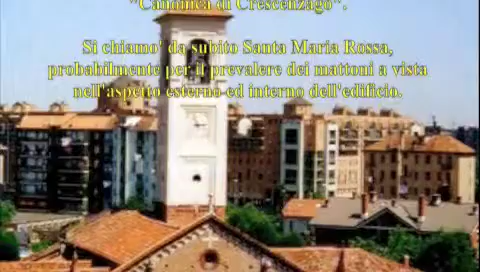 "Canonica di Crescenzago".
Si chiamo' da subito Santa Maria Rossa,
probabilmente per il prevalere dei mattoni a vista
nell'aspetto esterno ed interno dell'edificio.